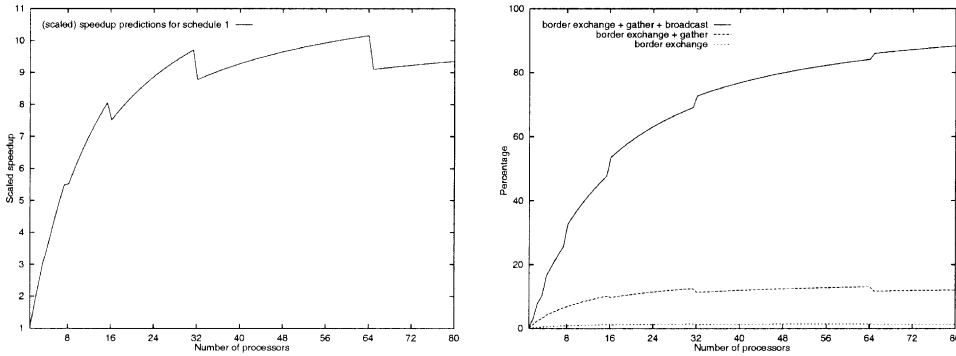 (scaled) speedup predictions for schedule 1
11
10
9
8
7
6
5
4
3
2
1
Scaled speedup
8 16 24 32 40 48 56 64 72 80
Number of processors
border exchange + gather + broadcast
border exchange + gather
border exchange
100
80
60
40
20
0
Percentage
8 16 24 32 40 48 56 64 72 80
Number of processors